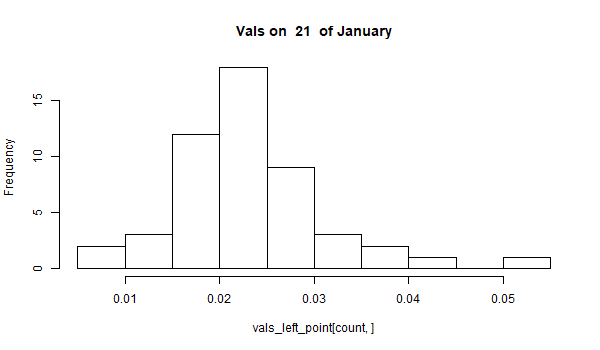 Vals on  21  of January
Frequency
15
10
5
0
0.01 0.02 0.03 0.04 0.05
vals_left_point[count, ]